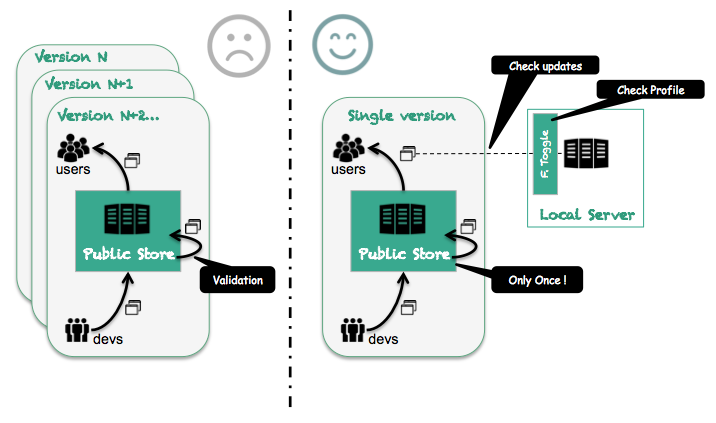 Version N
Version N+1
Version N+2...
users
Public Store
Validation
devs
Single version
users
Public Store
Only Once !
devs
Check updates
Check Profile
F. Toggle
Local Server